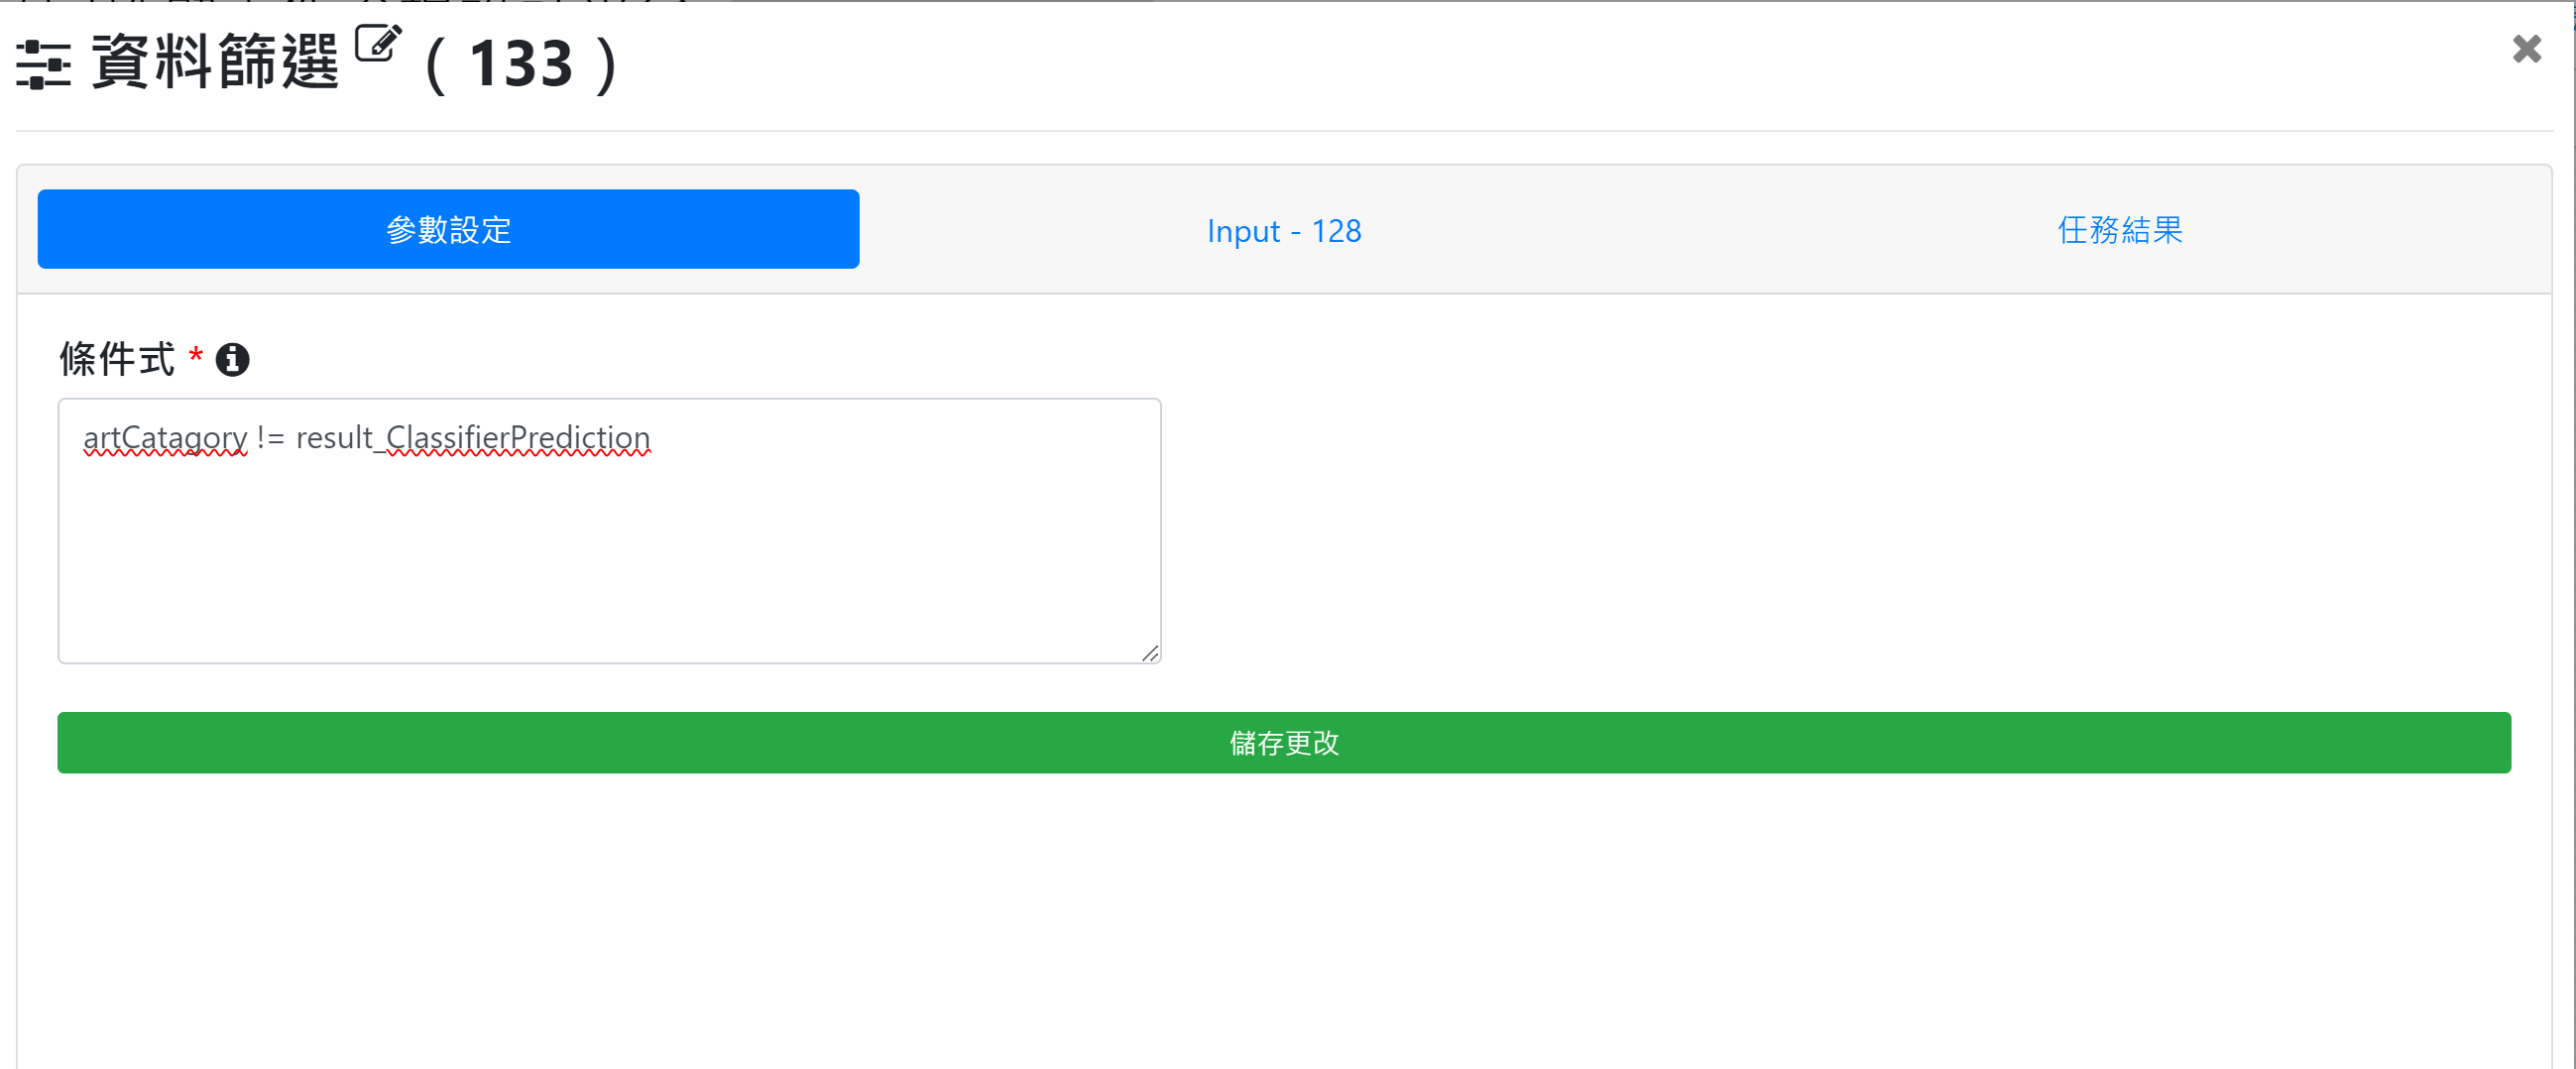 資料篩選 ( 133 )
參數設定
Input - 128
任務結果
條件式 *
artCatagory != result_ClassifierPrediction
儲存更改